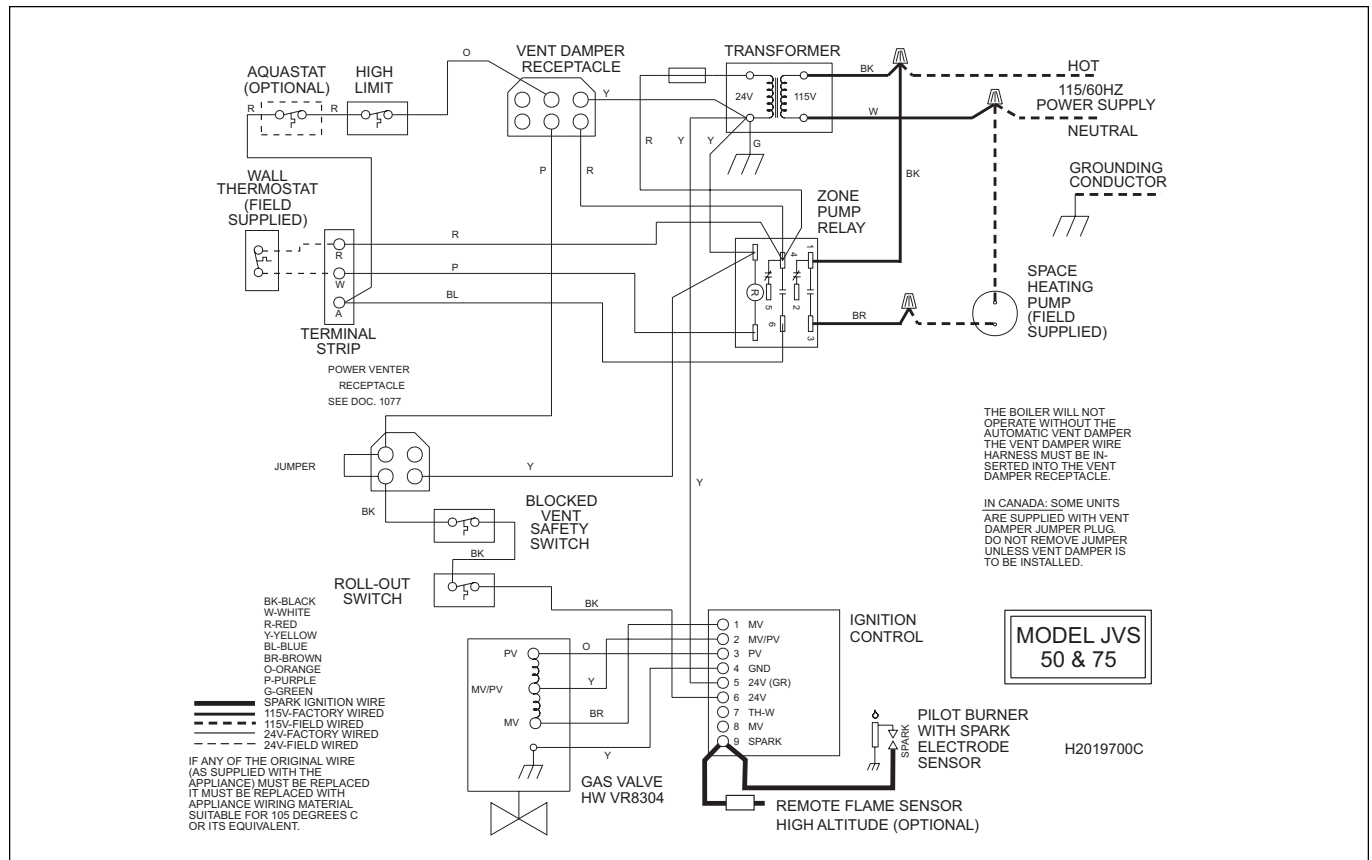 O
VENT DAMPER
RECEPTACLE
TRANSFORMER
AQUASTAT
(OPTIONAL)
HIGH
LIMIT
BK
HOT
115/60HZ
POWER SUPPLY
NEUTRAL
R
R
R
Y
24V
115V
W
G
R
Y
Y
P
R
BK
GROUNDING
CONDUCTOR
WALL
THERMOSTAT
(FIELD
SUPPLIED)
ZONE
PUMP
RELAY
R
R
P
W
BL
A
TERMINAL
STRIP
1
4
R
5
2
6
3
BR
SPACE
HEATING
PUMP
(FIELD
SUPPLIED)
POWER VENTER
RECEPTACLE
SEE DOC. 1077
JUMPER
Y
Y
BK
BLOCKED
VENT
SAFETY
SWITCH
BK
ROLL-OUT
SWITCH
BK
THE BOILER WILL NOT
OPERATE WITHOUT THE
AUTOMATIC VENT DAMPER
THE VENT DAMPER WIRE
HARNESS MUST BE IN-
SERTED INTO THE VENT
DAMPER RECEPTACLE.
IN CANADA: SOME UNITS
ARE SUPPLIED WITH VENT
DAMPER JUMPER PLUG.
DO NOT REMOVE JUMPER
UNLESS VENT DAMPER IS
TO BE INSTALLED.
BK-BLACK
W-WHITE
R-RED
Y-YELLOW
BL-BLUE
BR-BROWN
O-ORANGE
P-PURPLE
G-GREEN
SPARK IGNITION WIRE
115V-FACTORY WIRED
115V-FIELD WIRED
24V-FACTORY WIRED
24V-FIELD WIRED
IF ANY OF THE ORIGINAL WIRE
(AS SUPPLIED WITH THE
APPLIANCE) MUST BE REPLACED
IT MUST BE REPLACED WITH
APPLIANCE WIRING MATERIAL
SUITABLE FOR 105 DEGREES C
OR ITS EQUIVALENT.
PV
MV/PV
MV
O
Y
BR
Y
GAS VALVE
HW VR8304
1 MV
2 MV/PV
3 PV
4 GND
5 24V (GR)
6 24V
7 TH-W
8 MV
9 SPARK
IGNITION
CONTROL
SPARK
PILOT BURNER
WITH SPARK
ELECTRODE
SENSOR
REMOTE FLAME SENSOR
HIGH ALTITUDE (OPTIONAL)
MODEL JVS
50 & 75
H2019700C